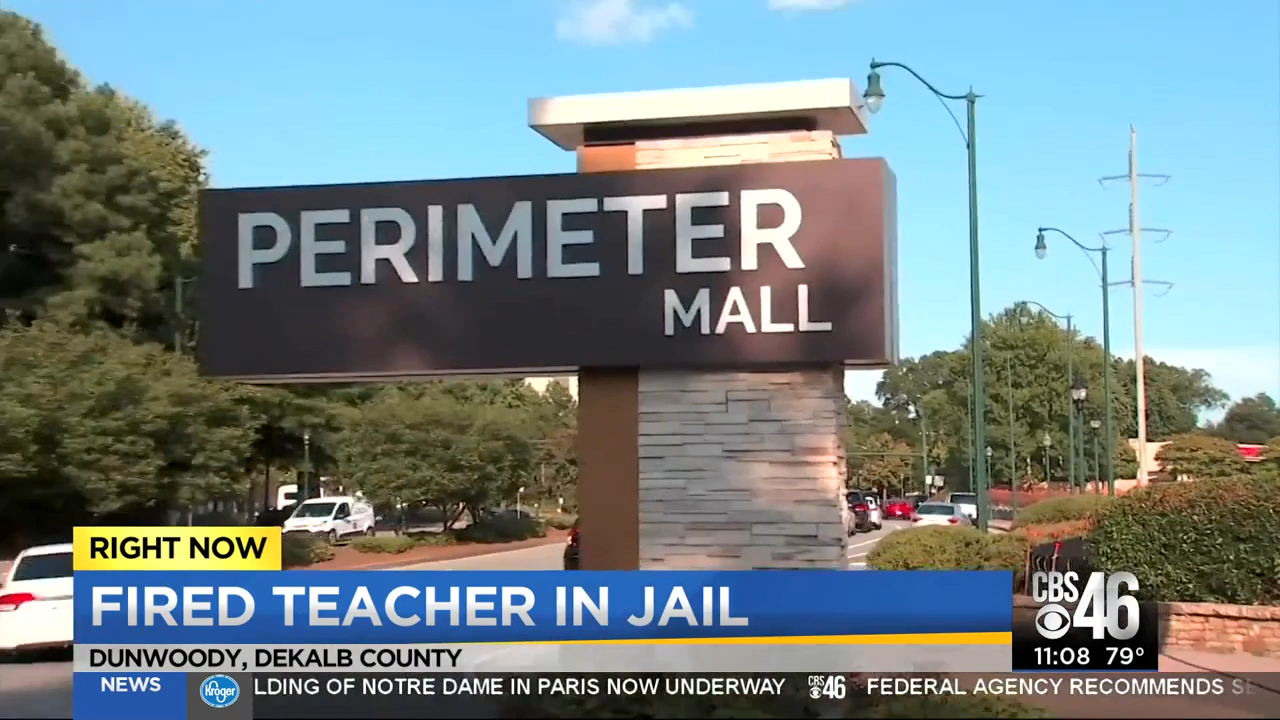 PERIMETER
MALL
RIGHT NOW
FIRED TEACHER IN JAIL
DUNWOODY, DEKALB COUNTY
CBS 46
11:08 79°
NEWS
Kroger
LDING OF NOTRE DAME IN PARIS NOW UNDERWAY
CBS 46
FEDERAL AGENCY RECOMMENDS SE